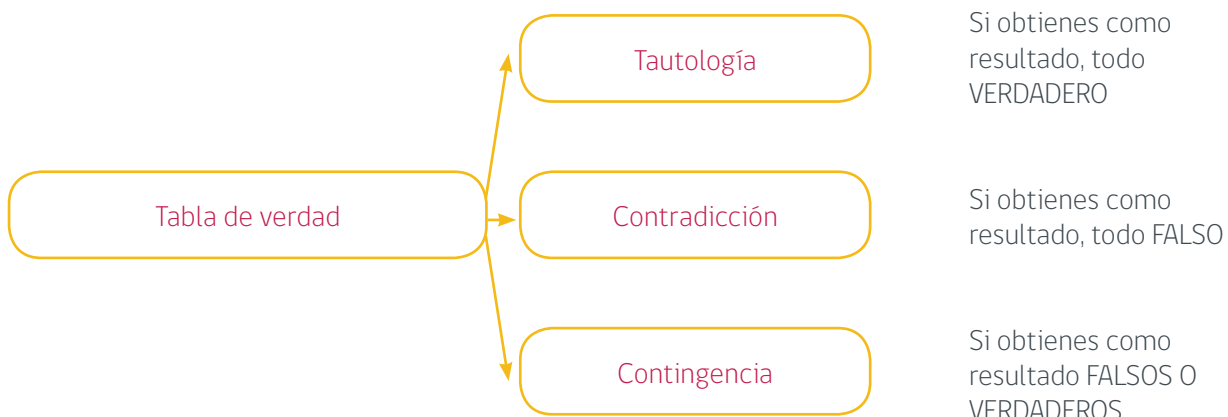 Tabla de verdad
Tautología
Si obtienes como
resultado, todo
VERDADERO
Contradicción
Si obtienes como
resultado, todo FALSO
Contingencia
Si obtienes como
resultado FALSOS O
VERDADEROS